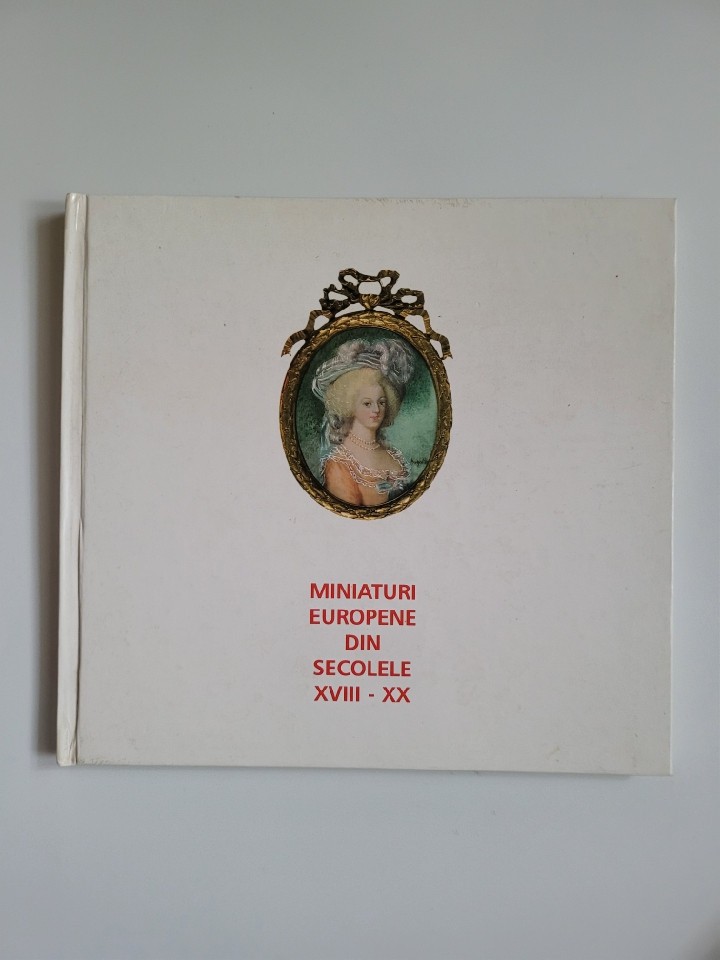 MINIATURI
EUROPENE
DIN
SECOLELE
XVIII - XX